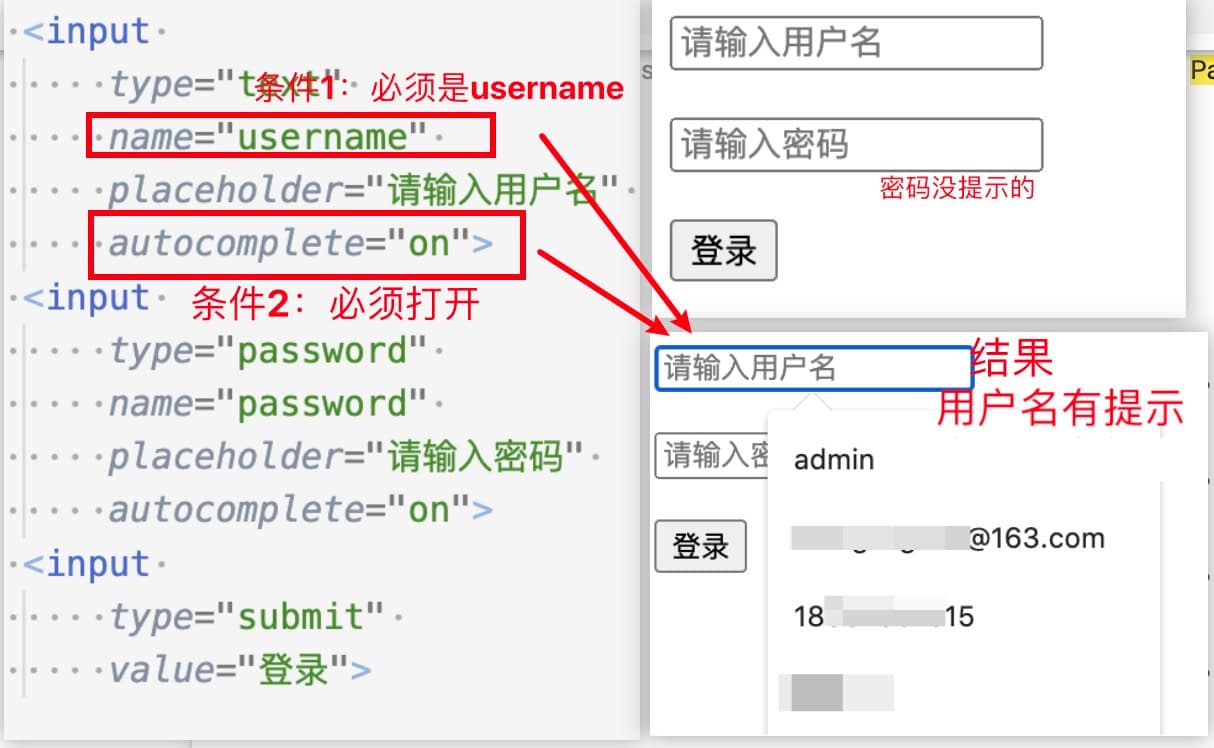 <input
type="text"
条件1：必须是username
name="username"
placeholder="请输入用户名"
autocomplete="on">
<input
条件2：必须打开
type="password"
name="password"
placeholder="请输入密码"
autocomplete="on">
<input
type="submit"
value="登录">
请输入用户名
请输入密码
密码没提示的
登录
s
Pa
请输入用户名
结果
用户名有提示
请输入密
admin
@163.com
登录
18
15